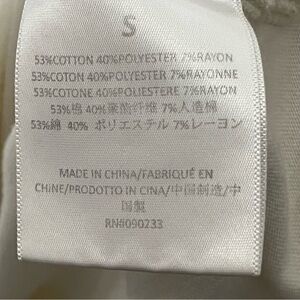 S
53%COTTON 40%POLYESTER 7%RAYON
53%COTON 40%POLYESTER 7%RAYONNE
53%COTONE 40%POLIESTERE 7%RAYON
53%棉 40%聚酯纤维 7%人造棉
53%綿 40% ポリエステル 7%レーヨン
MADE IN CHINA/FABRIQUÉ EN
CHINE/PRODOTTO IN CINA/中国制造/中
国製
RN#090233